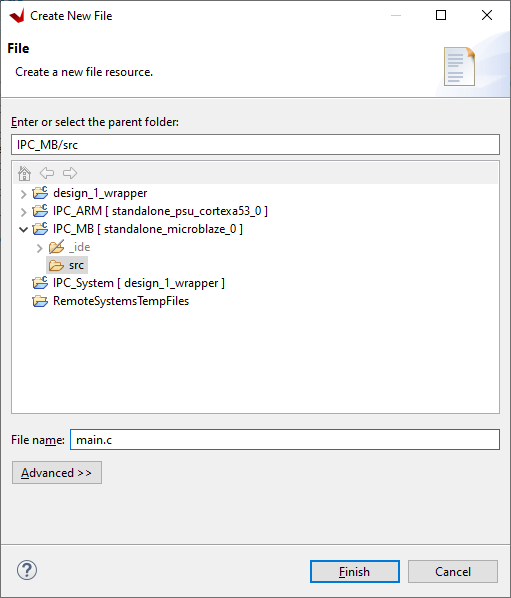 Create New File
File
Create a new file resource.
Enter or select the parent folder:
IPC_MB/src
design_1_wrapper
IPC_ARM [ standalone_psu_cortexa53_0 ]
IPC_MB [ standalone_microblaze_0 ]
_ide
src
IPC_System [ design_1_wrapper ]
RemoteSystemsTempFiles
File name: main.c
Advanced >>
? Finish Cancel